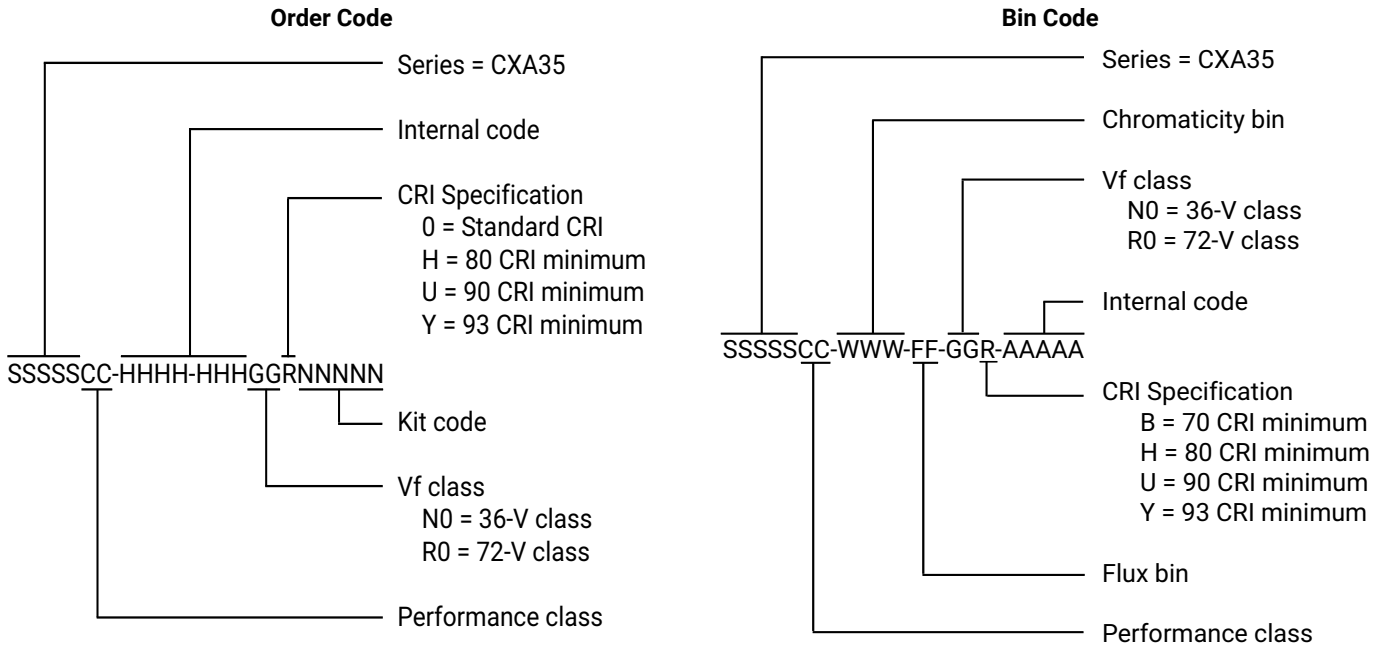 Order Code
Series = CXA35
Internal code
CRI Specification
0 = Standard CRI
H = 80 CRI minimum
U = 90 CRI minimum
Y = 93 CRI minimum
SSSSSCC-HHHH-HHHGGRNNNNN
Kit code
Vf class
N0 = 36-V class
R0 = 72-V class
Performance class
Bin Code
Series = CXA35
Chromaticity bin
Vf class
N0 = 36-V class
R0 = 72-V class
Internal code
SSSSSCC-WWW-FF-GGR-AAAAA
CRI Specification
B = 70 CRI minimum
H = 80 CRI minimum
U = 90 CRI minimum
Y = 93 CRI minimum
Flux bin
Performance class